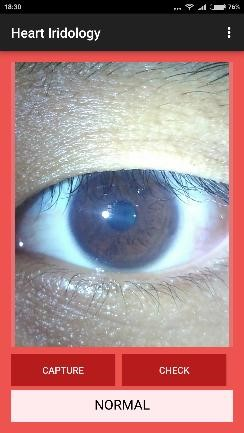 18:30 ... 76%
Heart Iridology
CAPTURE CHECK
NORMAL